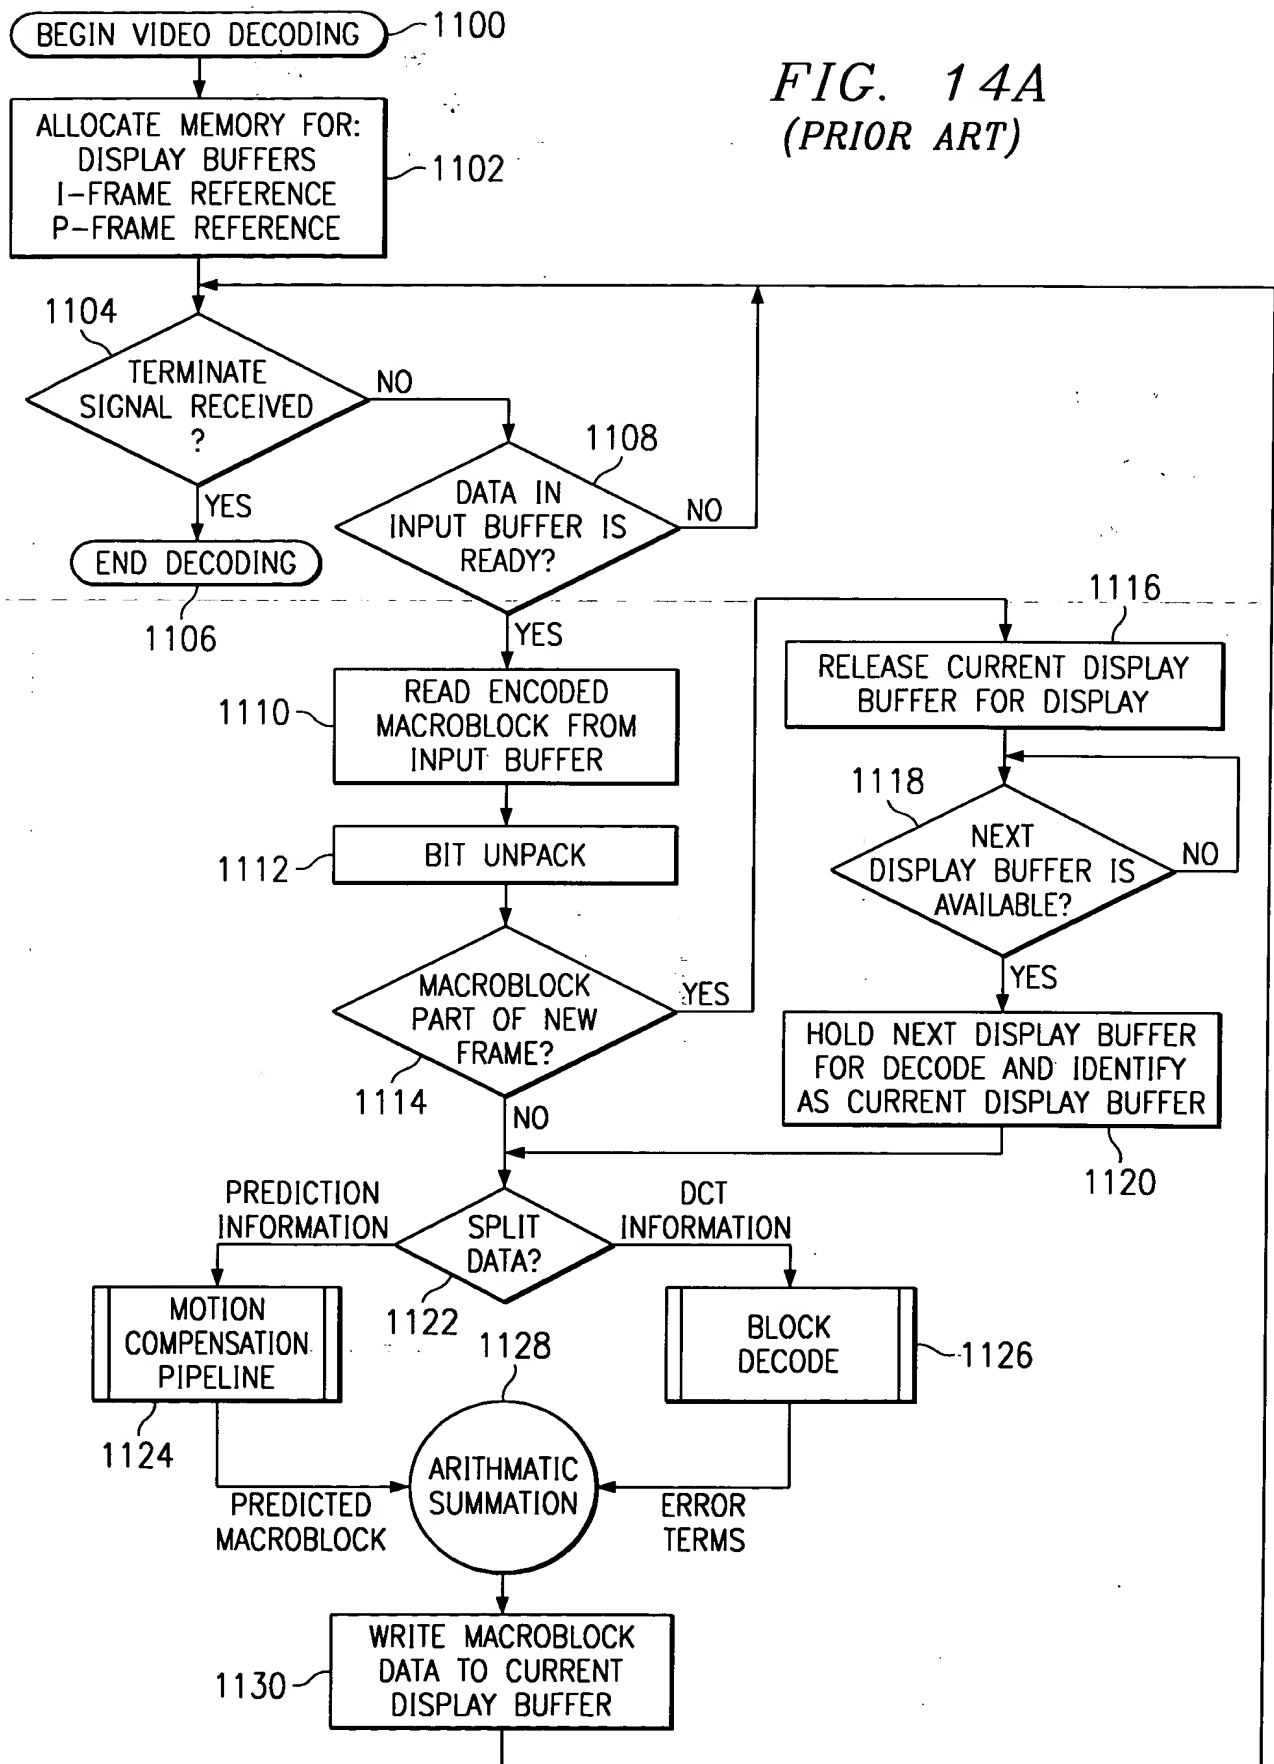 BEGIN VIDEO DECODING
1100
FIG. 14A
(PRIOR ART)
ALLOCATE MEMORY FOR:
DISPLAY BUFFERS
I-FRAME REFERENCE
P-FRAME REFERENCE
1102
1104
TERMINATE
SIGNAL RECEIVED
?
NO
YES
END DECODING
1106
1108
DATA IN
INPUT BUFFER IS
READY?
NO
YES
1110
READ ENCODED
MACROBLOCK FROM
INPUT BUFFER
1112
BIT UNPACK
MACROBLOCK
PART OF NEW
FRAME?
1114
YES
NO
1116
RELEASE CURRENT DISPLAY
BUFFER FOR DISPLAY
1118
NEXT
DISPLAY BUFFER IS
AVAILABLE?
NO
YES
HOLD NEXT DISPLAY BUFFER
FOR DECODE AND IDENTIFY
AS CURRENT DISPLAY BUFFER
1120
PREDICTION
INFORMATION
SPLIT
DATA?
1122
DCT
INFORMATION
MOTION
COMPENSATION
PIPELINE
1124
BLOCK
DECODE
1126
1128
ARITHMATIC
SUMMATION
PREDICTED
MACROBLOCK
ERROR
TERMS
1130
WRITE MACROBLOCK
DATA TO CURRENT
DISPLAY BUFFER